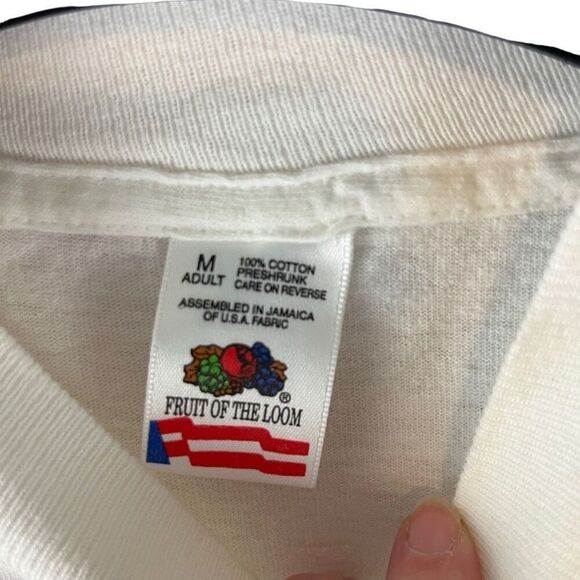 M
ADULT
100% COTTON
PRESHRUNK
CARE ON REVERSE
ASSEMBLED IN JAMAICA
OF U.S.A. FABRIC
®
FRUIT OF THE LOOM